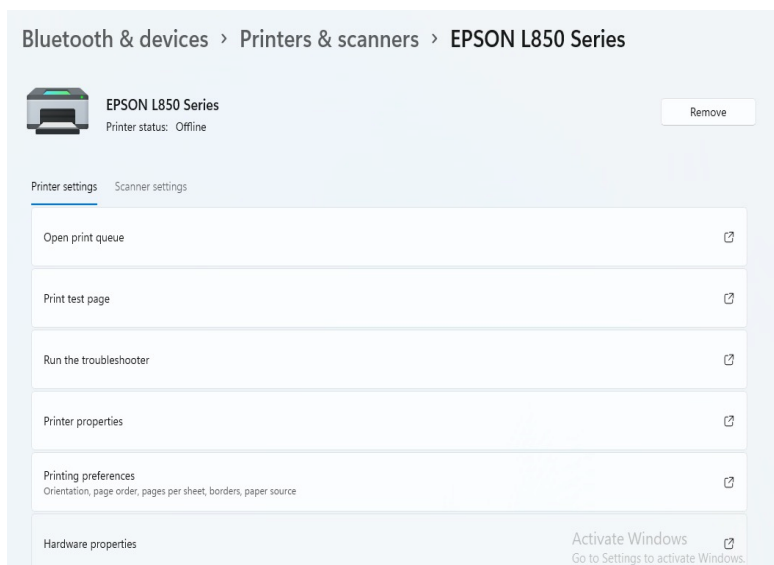 Bluetooth & devices > Printers & scanners > EPSON L850 Series
EPSON L850 Series
Printer status: Offline
Remove
Printer settings Scanner settings
Open print queue
Print test page
Run the troubleshooter
Printer properties
Printing preferences
Orientation, page order, pages per sheet, borders, paper source
Hardware properties
Activate Windows
Go to Settings to activate Windows.